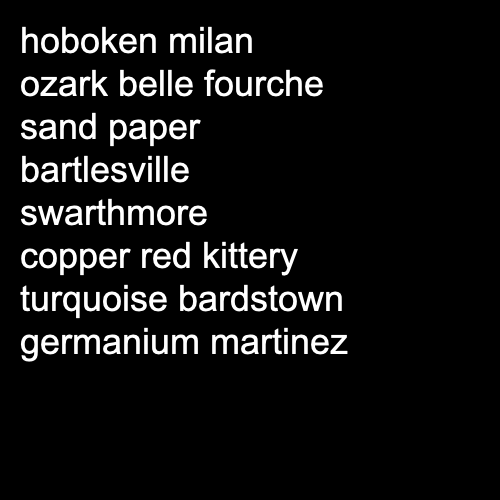 hoboken milan
ozark belle fourche
sand paper
bartlesville
swarthmore
copper red kittery
turquoise bardstown
germanium martinez